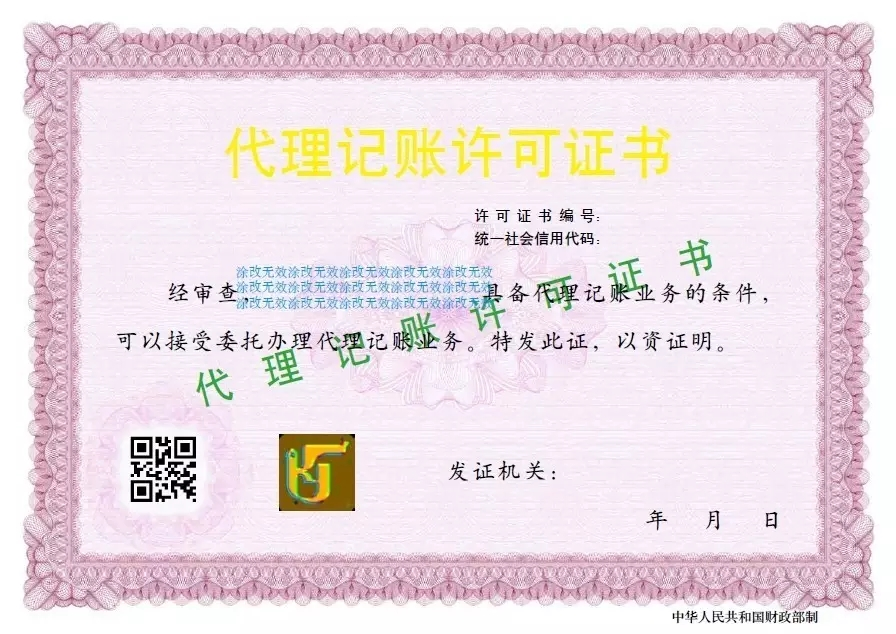 代理记账许可证书
许可证书编号:
统一社会信用代码:
涂改无效涂改无效涂改无效涂改无效涂改无效
经审查, 涂改无效涂改无效涂改无效涂改无效涂改无效 具备代理记账业务的条件,
涂改无效涂改无效涂改无效涂改无效涂改无效
可以接受委托办理代理记账业务。特发此证,以资证明。
代理记账许可证书
发证机关:
年 月 日
中华人民共和国财政部制